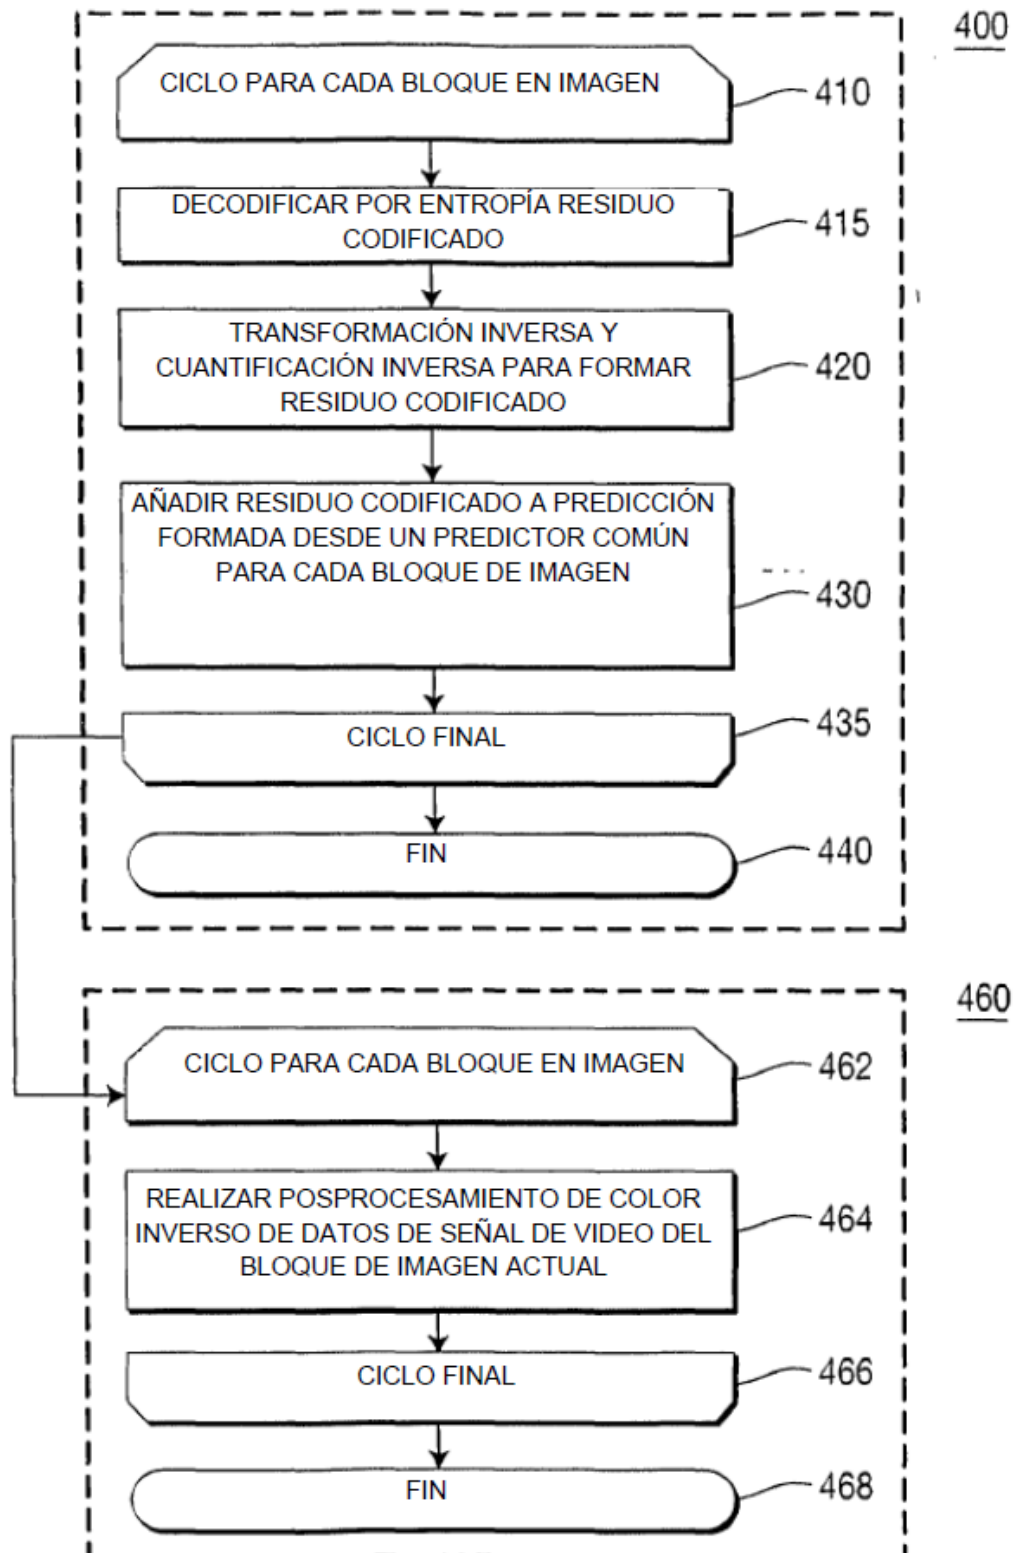 400
CICLO PARA CADA BLOQUE EN IMAGEN
410
DECODIFICAR POR ENTROPÍA RESIDUO
CODIFICADO
415
TRANSFORMACIÓN INVERSA Y
CUANTIFICACIÓN INVERSA PARA FORMAR
RESIDUO CODIFICADO
420
AÑADIR RESIDUO CODIFICADO A PREDICCIÓN
FORMADA DESDE UN PREDICTOR COMÚN
PARA CADA BLOQUE DE IMAGEN
430
CICLO FINAL
435
FIN
440
460
CICLO PARA CADA BLOQUE EN IMAGEN
462
REALIZAR POSPROCESAMIENTO DE COLOR
INVERSO DE DATOS DE SEÑAL DE VIDEO DEL
BLOQUE DE IMAGEN ACTUAL
464
CICLO FINAL
466
FIN
468